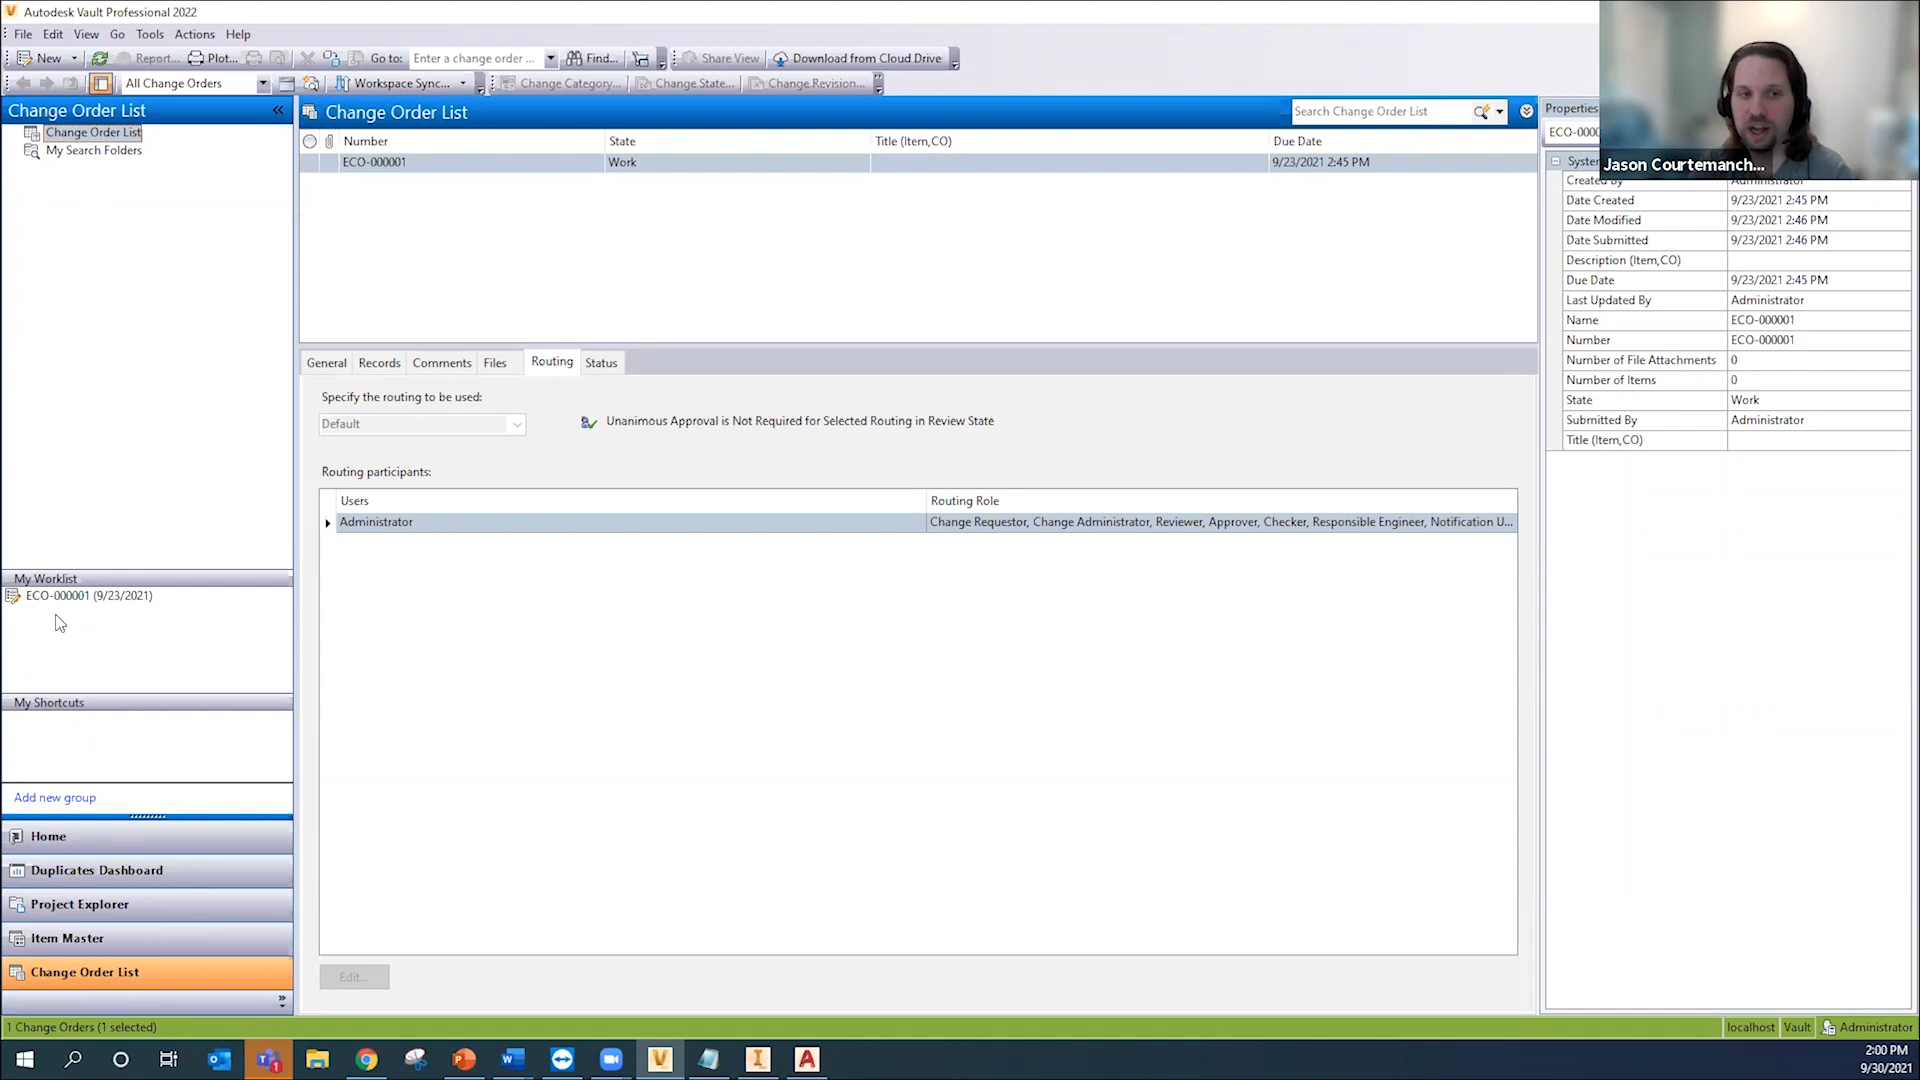 Autodesk Vault Professional 2022
File Edit View Go Tools Actions Help
New Report... Plot... Go to: Enter a change order ... Find... Share View Download from Cloud Drive
All Change Orders Workspace Sync... Change Category... Change State... Change Revision...
Change Order List
Change Order List
My Search Folders
My Worklist
ECO-000001 (9/23/2021)
My Shortcuts
Add new group
Home
Duplicates Dashboard
Project Explorer
Item Master
Change Order List
Change Order List Search Change Order List
Number State Title (Item,CO) Due Date
ECO-000001 Work 9/23/2021 2:45 PM
General Records Comments Files Routing Status
Specify the routing to be used:
Default Unanimous Approval is Not Required for Selected Routing in Review State
Routing participants:
Users Routing Role
Administrator Change Requestor, Change Administrator, Reviewer, Approver, Checker, Responsible Engineer, Notification U...
Edit...
Properties
ECO-0000
Jason Courtemanch...
Syster
Created By Administrator
Date Created 9/23/2021 2:45 PM
Date Modified 9/23/2021 2:46 PM
Date Submitted 9/23/2021 2:46 PM
Description (Item,CO)
Due Date 9/23/2021 2:45 PM
Last Updated By Administrator
Name ECO-000001
Number ECO-000001
Number of File Attachments 0
Number of Items 0
State Work
Submitted By Administrator
Title (Item,CO)
1 Change Orders (1 selected) localhost Vault Administrator
2:00 PM
9/30/2021